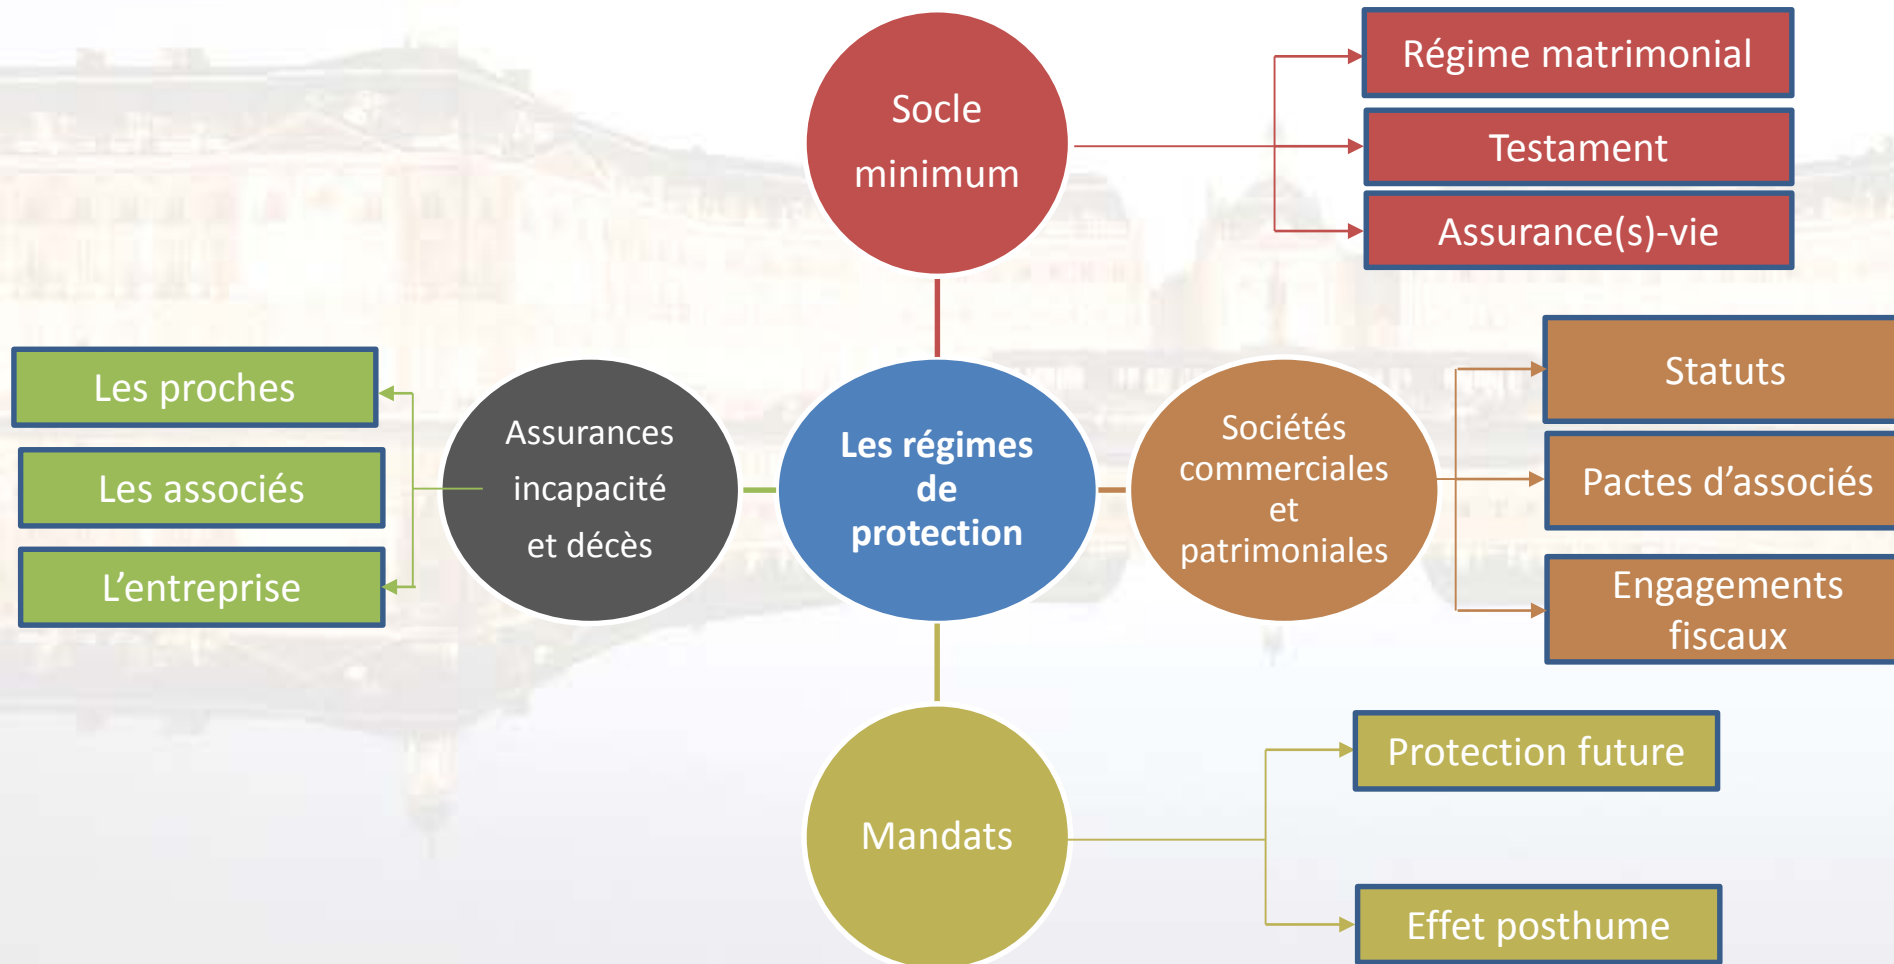 Socle
minimum
Régime matrimonial
Testament
Assurance(s)-vie
Les proches
Les associés
L’entreprise
Assurances
incapacité
et décès
Les régimes
de
protection
Sociétés
commerciales
et
patrimoniales
Statuts
Pactes d’associés
Engagements
fiscaux
Mandats
Protection future
Effet posthume